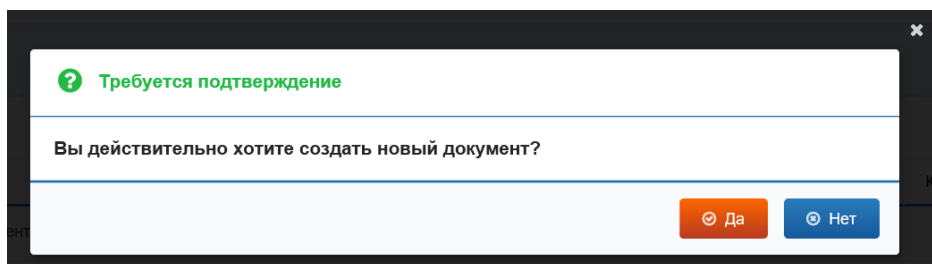 Требуется подтверждение
Вы действительно хотите создать новый документ?
Да
Нет